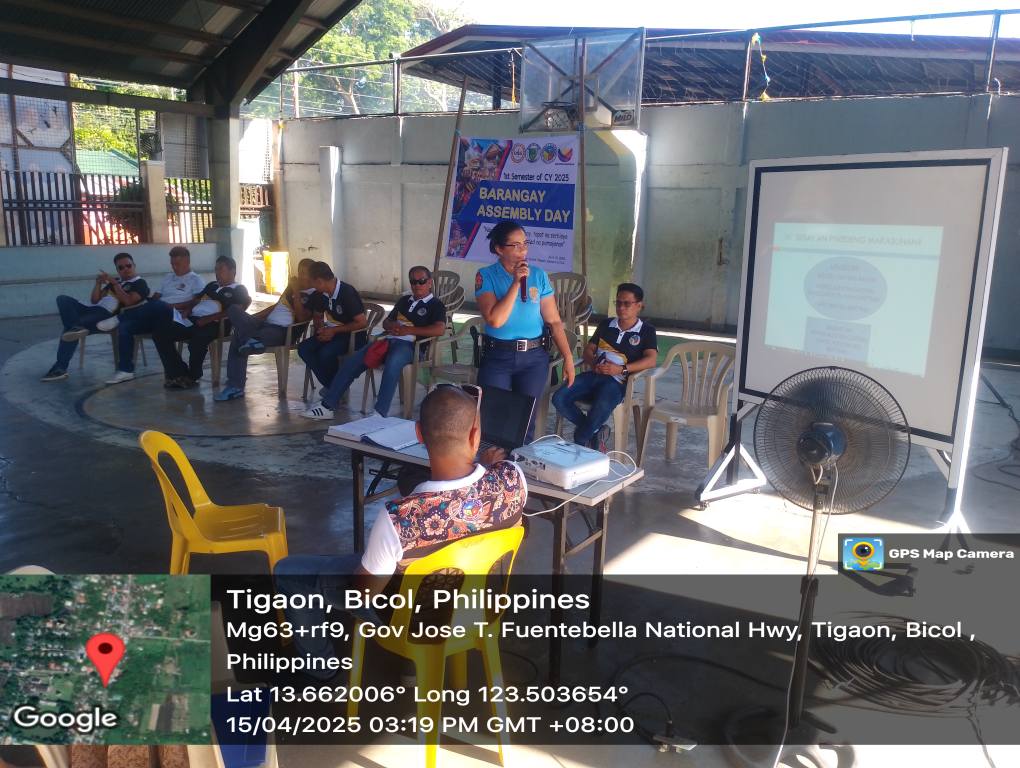 1st Semester of CY 2025
BARANGAY
ASSEMBLY DAY
GPS Map Camera
Tigaon, Bicol, Philippines
Mg63+rf9, Gov Jose T. Fuentebella National Hwy, Tigaon, Bicol ,
Philippines
Lat 13.662006° Long 123.503654°
15/04/2025 03:19 PM GMT +08:00
Google